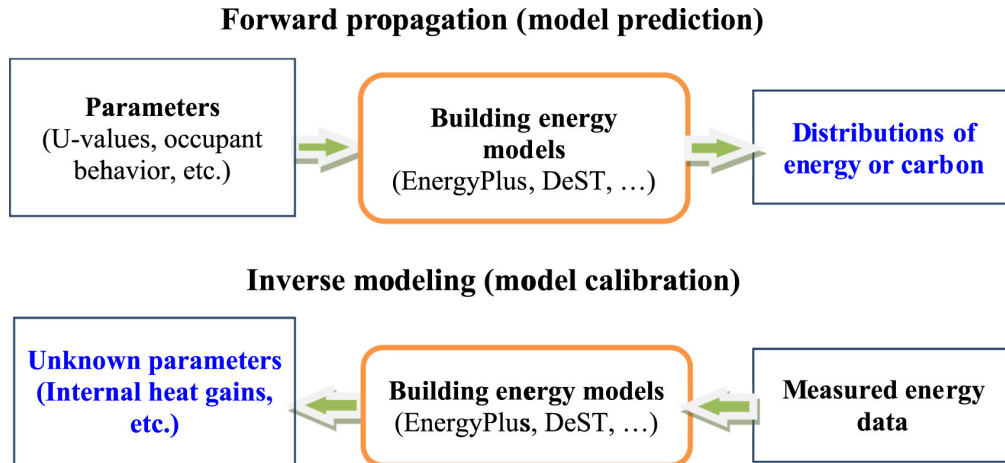 Forward propagation (model prediction)
Parameters
(U-values, occupant
behavior, etc.)
Building energy
models
(EnergyPlus, DeST, …)
Distributions of
energy or carbon
Inverse modeling (model calibration)
Unknown parameters
(Internal heat gains,
etc.)
Building energy models
(EnergyPlus, DeST, …)
Measured energy
data